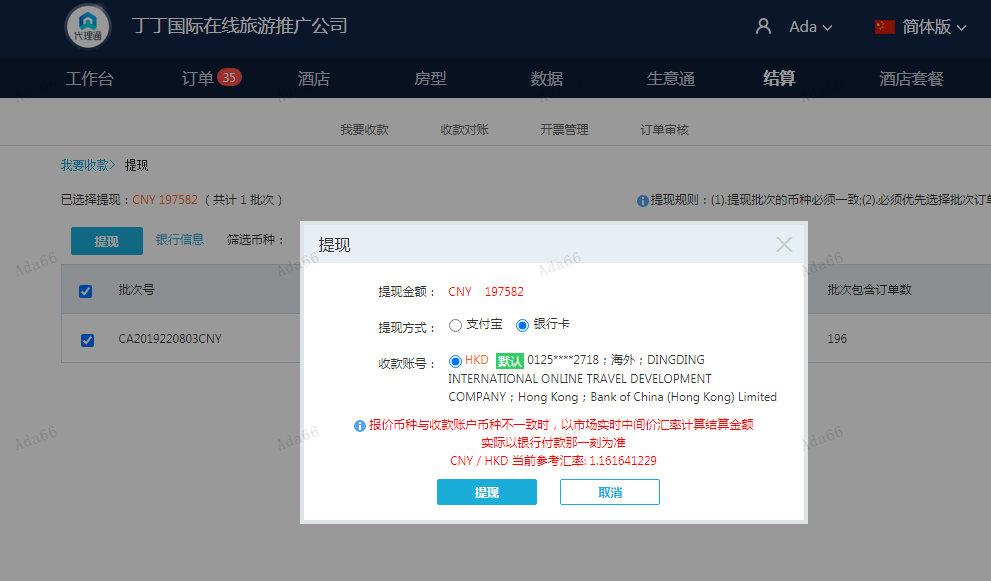 代理通
丁丁国际在线旅游推广公司
Ada
简体版
工作台 订单 35 酒店 房型 数据 生意通 结算 酒店套餐
我要收款 收款对账 开票管理 订单审核
我要收款> 提现
已选择提现：CNY 197582 （ 共计 1 批次 ）
提现规则：(1).提现批次的币种必须一致;(2).必须优先选择批次订单
提现 银行信息 筛选币种：
批次号 批次包含订单数
CA2019220803CNY 196
提现
提现金额： CNY 197582
提现方式： 支付宝 银行卡
收款账号： HKD 默认 0125****2718；海外；DINGDING
INTERNATIONAL ONLINE TRAVEL DEVELOPMENT
COMPANY；Hong Kong；Bank of China (Hong Kong) Limited
报价币种与收款账户币种不一致时，以市场实时中间价汇率计算结算金额
实际以银行付款那一刻为准
CNY / HKD 当前参考汇率: 1.161641229
提现 取消
Ada66 Ada66 Ada66 Ada66
Ada66 Ada66 Ada66